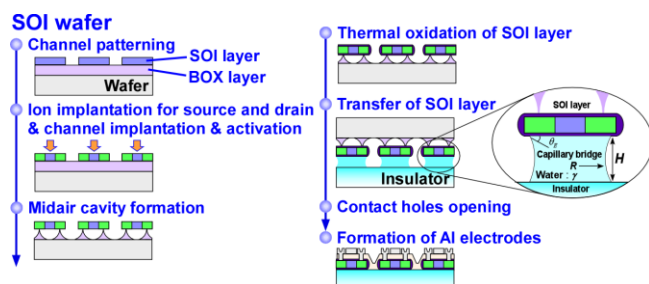 SOI wafer
Channel patterning
SOI layer
BOX layer
Wafer
Ion implantation for source and drain
& channel implantation & activation
Midair cavity formation
Thermal oxidation of SOI layer
Transfer of SOI layer
Insulator
SOI layer
θg
Capillary bridge
R
H
Water : γ
Insulator
Contact holes opening
Formation of Al electrodes